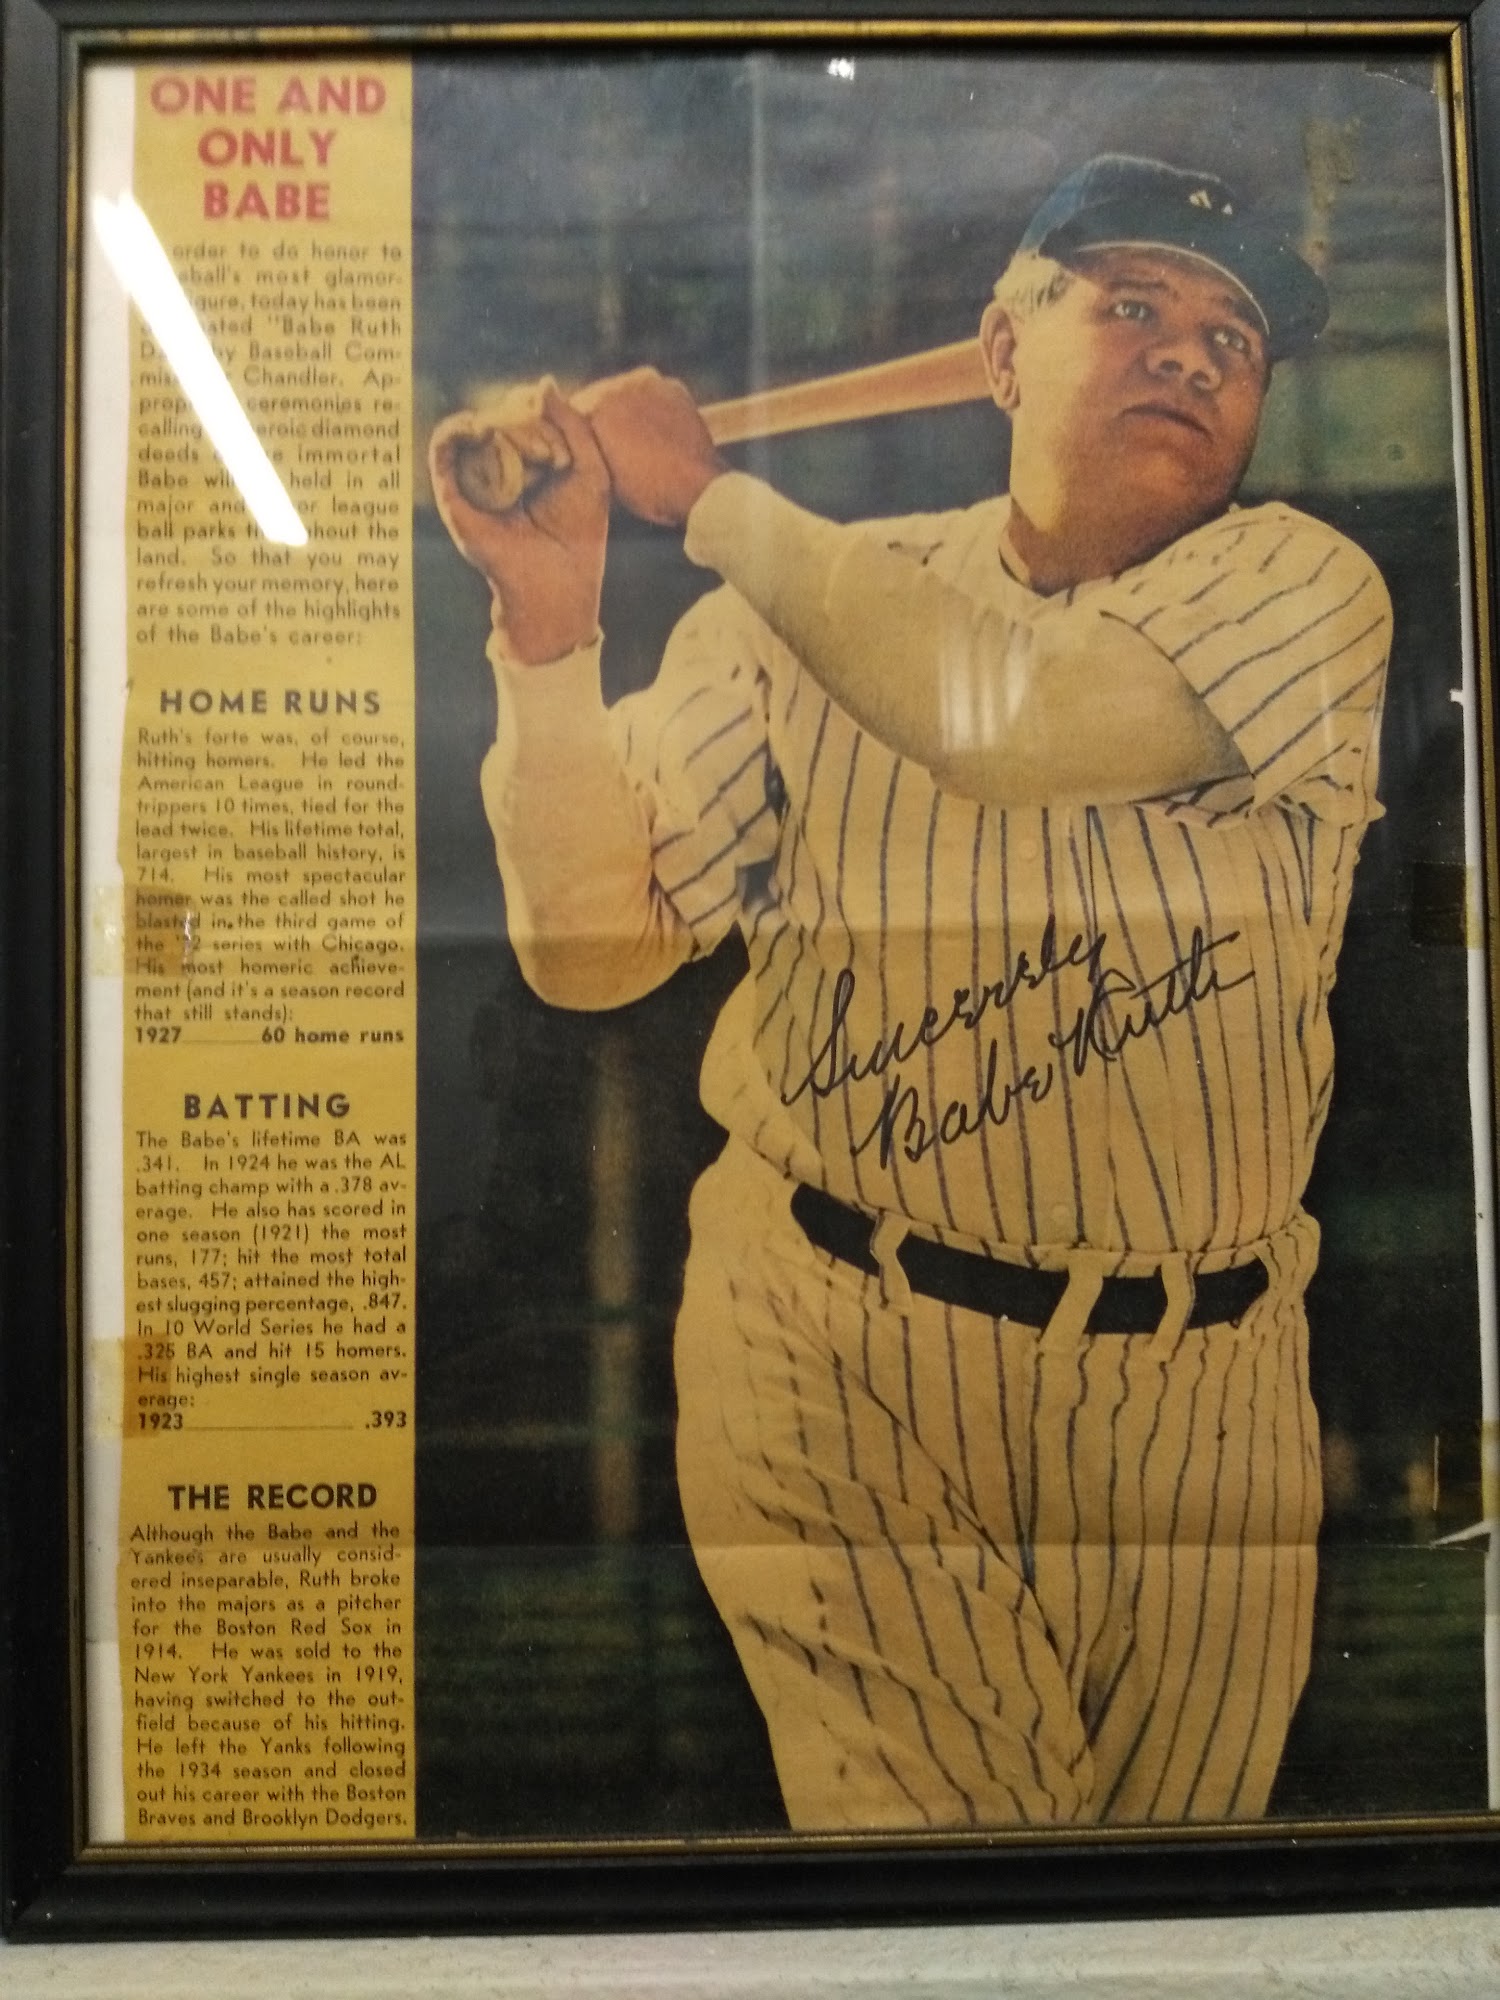 ONE AND
ONLY
BABE
order to do honor to
eball's most glamor-
igure, today has been
ated "Babe Ruth
by Baseball Com-
mis Chandler. Ap-
prop ceremonies re-
calling eroic diamond
deeds e immortal
Babe wil held in all
major and or league
ball parks th hout the
land. So that you may
refresh your memory, here
are some of the highlights
of the Babe's career:
HOME RUNS
Ruth's forte was, of course,
hitting homers. He led the
American League in round-
trippers 10 times, tied for the
lead twice. His lifetime total,
largest in baseball history, is
714. His most spectacular
homer was the called shot he
blasted in the third game of
the '32 series with Chicago.
His most homeric achieve-
ment (and it's a season record
that still stands):
1927 60 home runs
BATTING
The Babe's lifetime BA was
.341. In 1924 he was the AL
batting champ with a .378 av-
erage. He also has scored in
one season (1921) the most
runs, 177; hit the most total
bases, 457; attained the high-
est slugging percentage, .847.
In 10 World Series he had a
.325 BA and hit 15 homers.
His highest single season av-
erage:
1923 .393
THE RECORD
Although the Babe and the
Yankees are usually consid-
ered inseparable, Ruth broke
into the majors as a pitcher
for the Boston Red Sox in
1914. He was sold to the
New York Yankees in 1919,
having switched to the out-
field because of his hitting.
He left the Yanks following
the 1934 season and closed
out his career with the Boston
Braves and Brooklyn Dodgers.
Sincerely
Babe Ruth